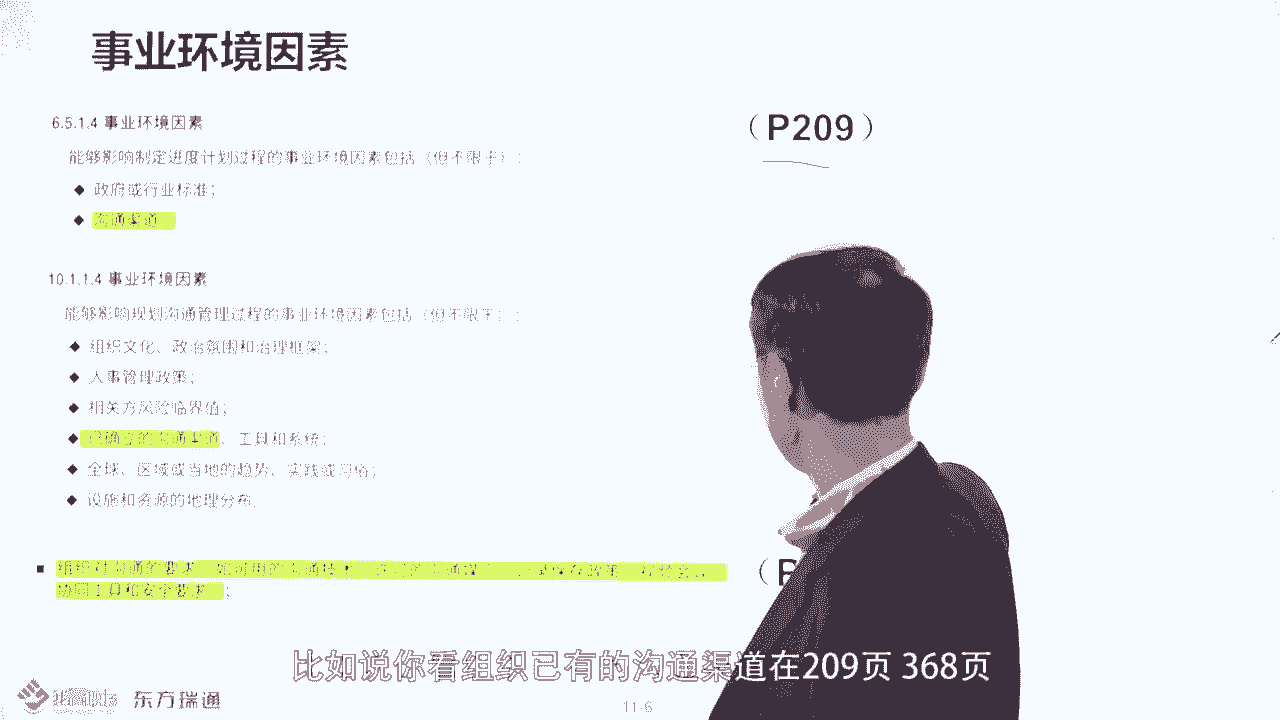 事业环境因素
6.5.1.4 事业环境因素
（P209）
能够影响制定进度计划过程的事业环境因素包括（但不限于）：
◆ 政府或行业标准；
◆ 沟通渠道
10.1.1.4 事业环境因素
能够影响规划沟通管理过程的事业环境因素包括（但不限于）：
◆ 组织文化、政治氛围和治理框架；
◆ 人事管理政策；
◆ 相关方风险临界值；
◆ 已确立的沟通渠道、工具和系统；
◆ 全球、区域或当地的趋势、实践或习俗；
◆ 设施和资源的地理分布。
■ 组织对沟通的要求
（P
协同工具和安全要求；
比如说你看组织已有的沟通渠道在209页 368页
东方瑞通
11-6